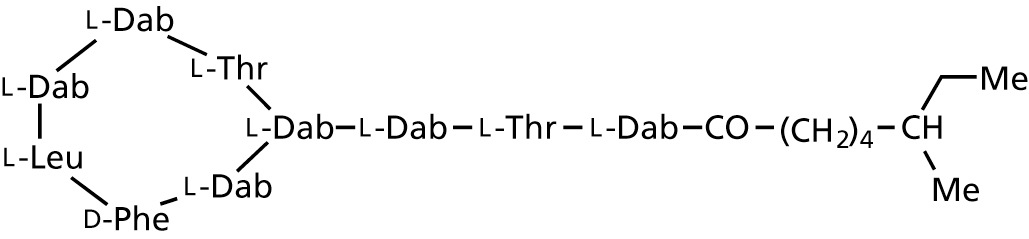 L-Dab
L-Thr
L-Dab
L-Dab–L-Dab–L-Thr–L-Dab–CO–(CH₂)₄–CH
Me
Me
L-Leu
L-Dab
D-Phe